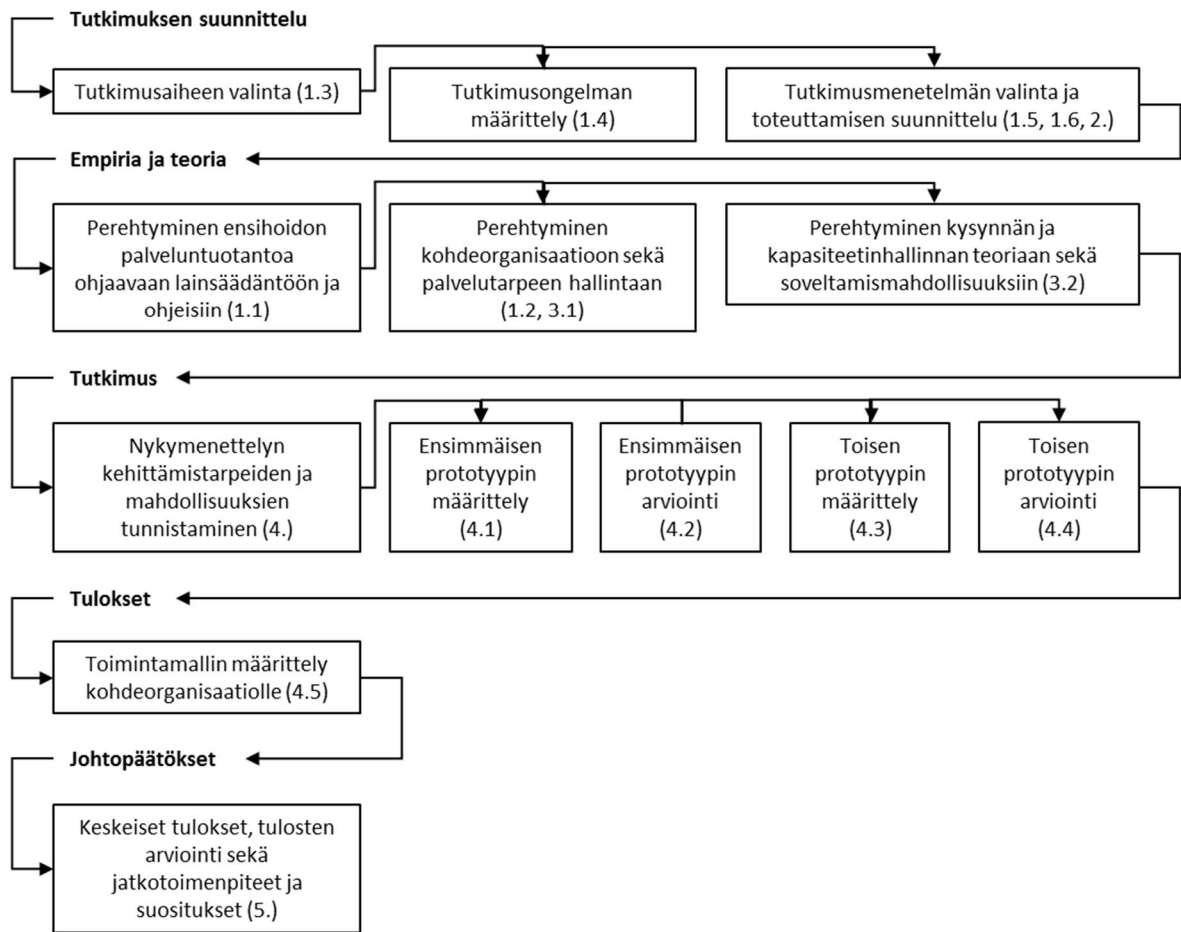 Tutkimuksen suunnittelu
Tutkimusaiheen valinta (1.3)
Tutkimusongelman
määrittely (1.4)
Tutkimusmenetelmän valinta ja
toteuttamisen suunnittelu (1.5, 1.6, 2.)
Empiria ja teoria
Perehtyminen ensihoidon
palveluntuotantoa
ohjaavaan lainsäädäntöön ja
ohjeisiin (1.1)
Perehtyminen
kohdeorganisaatioon sekä
palvelutarpeen hallintaan
(1.2, 3.1)
Perehtyminen kysynnän ja
kapasiteetinhallinnan teoriaan sekä
soveltamismahdollisuuksiin (3.2)
Tutkimus
Nykymenettelyn
kehittämistarpeiden ja
mahdollisuuksien
tunnistaminen (4.)
Ensimmäisen
prototyypin
määrittely
(4.1)
Ensimmäisen
prototyypin
arviointi
(4.2)
Toisen
prototyypin
määrittely
(4.3)
Toisen
prototyypin
arviointi
(4.4)
Tulokset
Toimintamallin määrittely
kohdeorganisaatiolle (4.5)
Johtopäätökset
Keskeiset tulokset, tulosten
arviointi sekä
jatkotoimenpiteet ja
suositukset (5.)